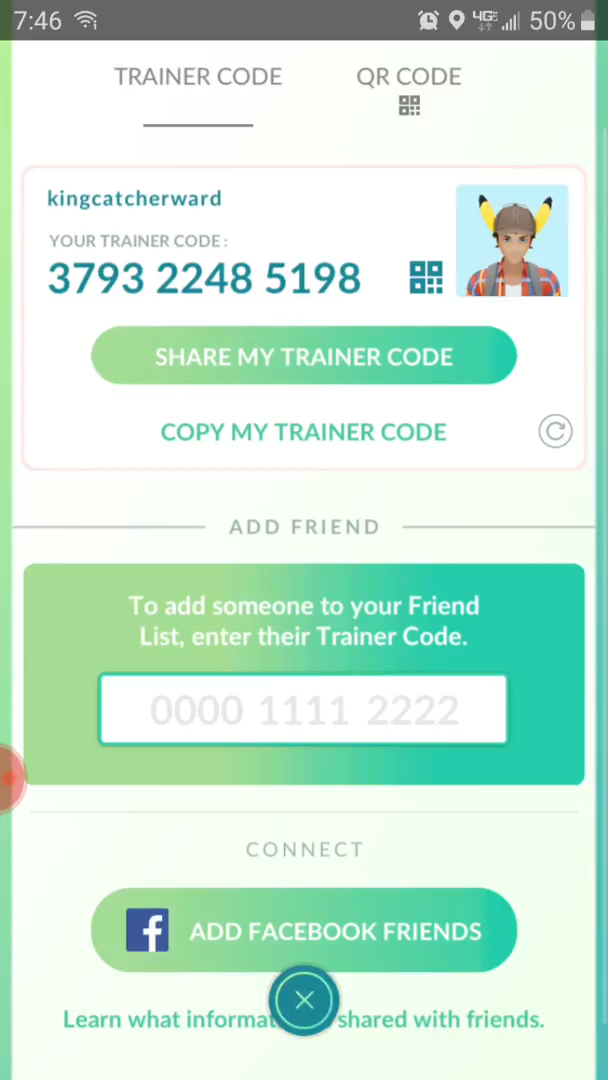 7:46 4GE 50%
TRAINER CODE QR CODE
kingcatcherward
YOUR TRAINER CODE :
3793 2248 5198
SHARE MY TRAINER CODE
COPY MY TRAINER CODE
ADD FRIEND
To add someone to your Friend
List, enter their Trainer Code.
0000 1111 2222
CONNECT
f ADD FACEBOOK FRIENDS
Learn what shared with friends.